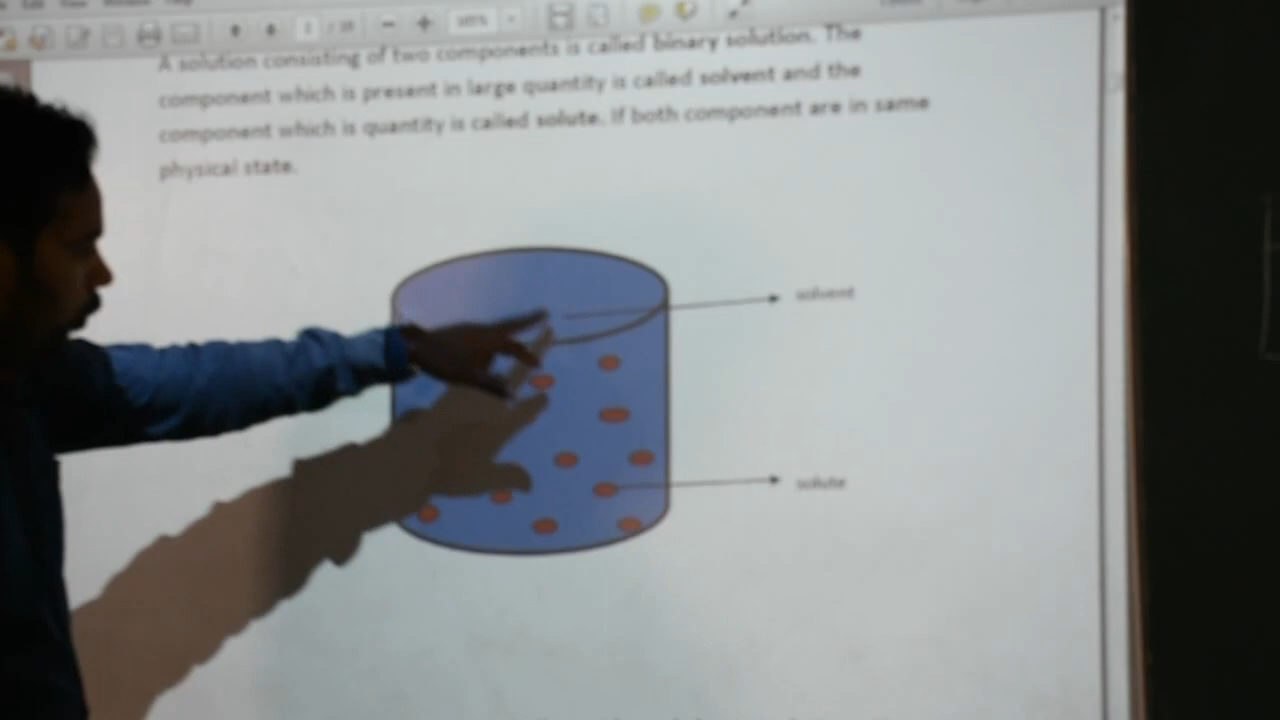 A solution consisting of two components is called binary solution. The
component which is present in large quantity is called solvent and the
component which is quantity is called solute. If both component are in same
physical state.
solvent
solute